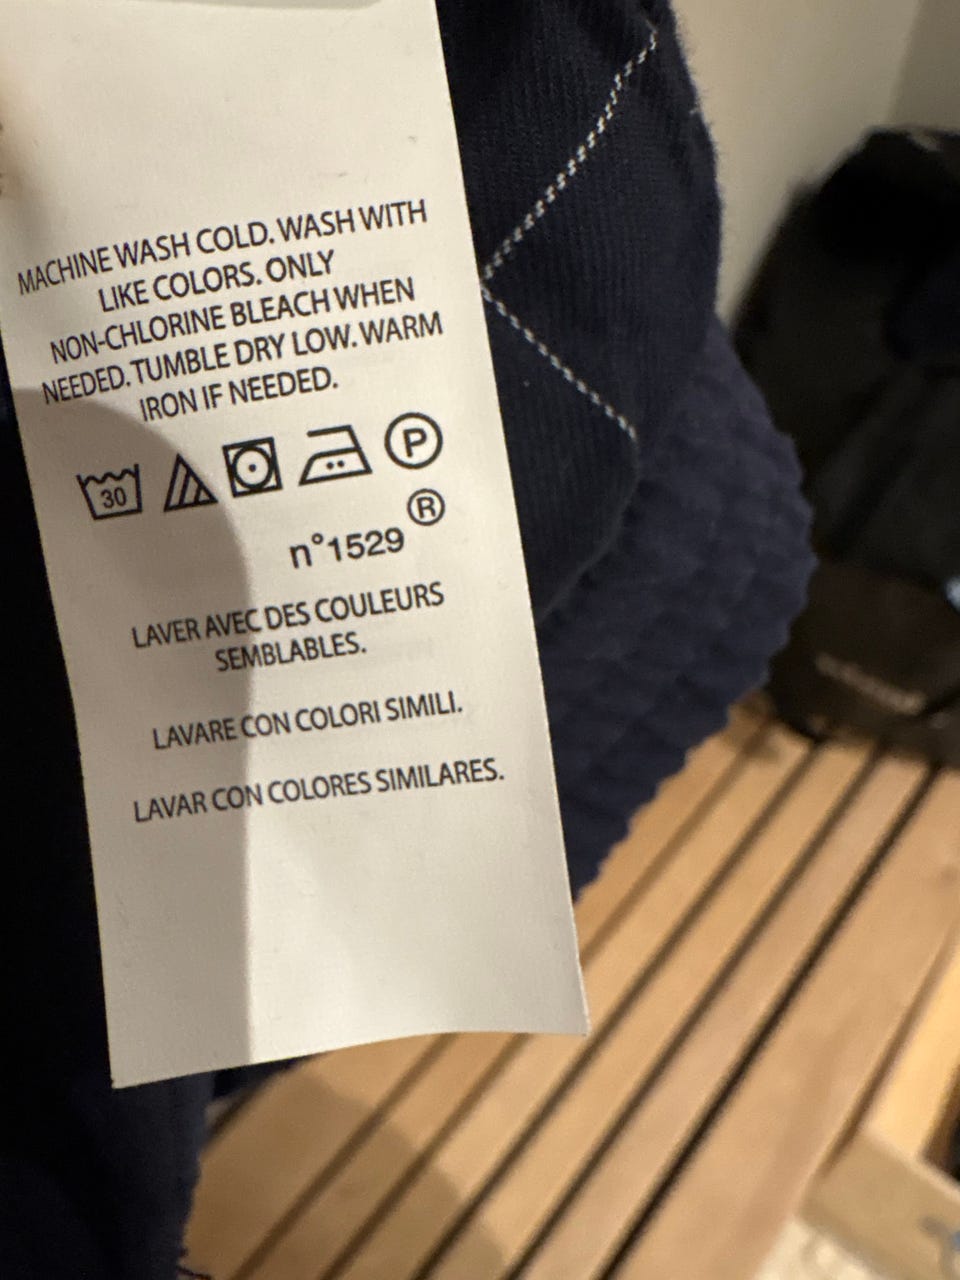 MACHINE WASH COLD. WASH WITH
LIKE COLORS. ONLY
NON-CHLORINE BLEACH WHEN
NEEDED. TUMBLE DRY LOW. WARM
IRON IF NEEDED.
30 P
®
n°1529
LAVER AVEC DES COULEURS
SEMBLABLES.
LAVARE CON COLORI SIMILI.
LAVAR CON COLORES SIMILARES.